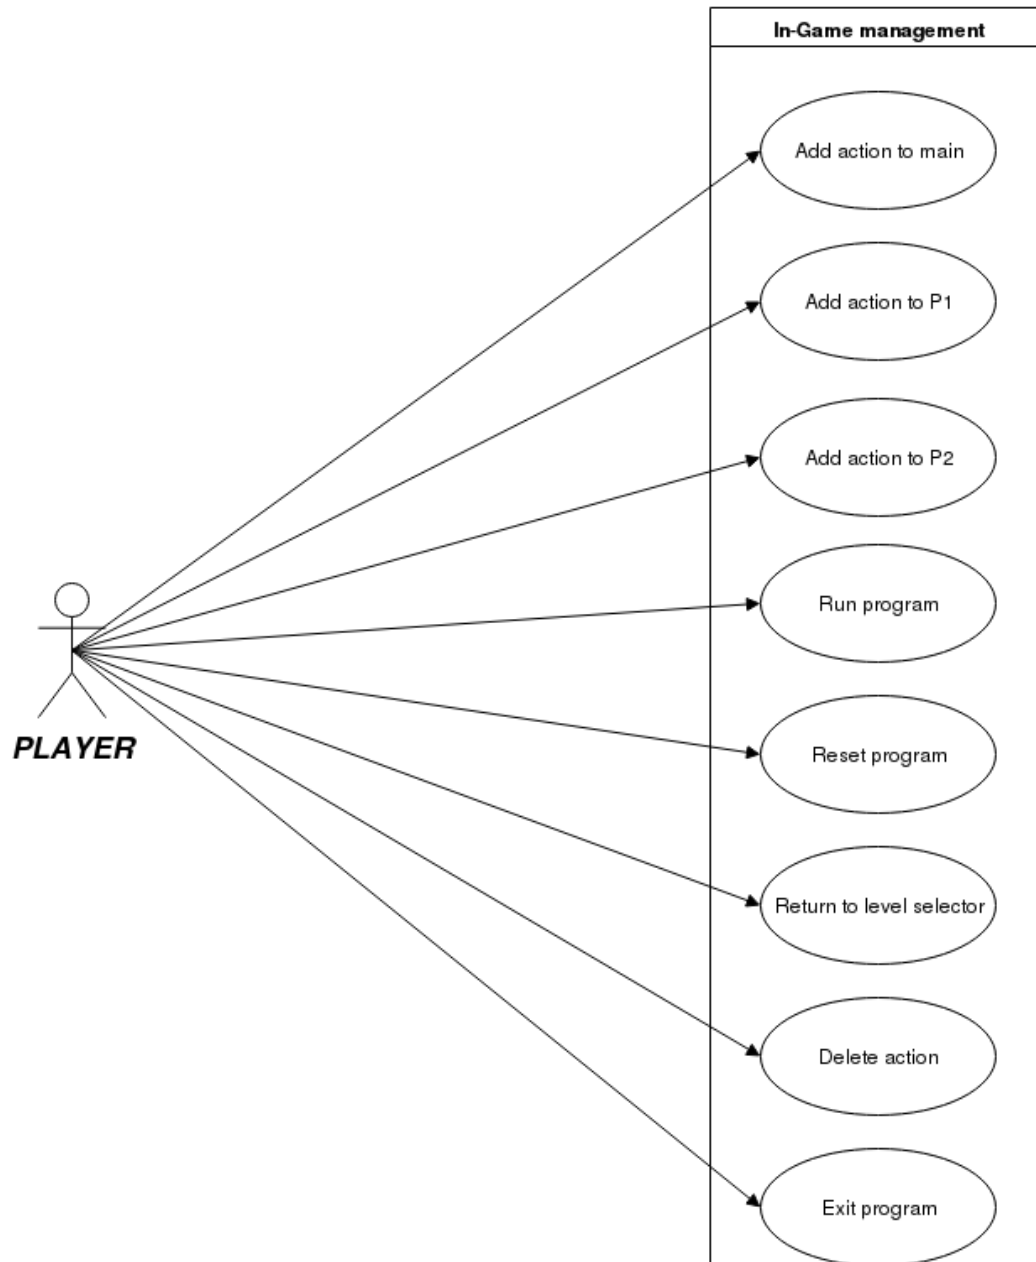 In-Game management
Add action to main
Add action to P1
Add action to P2
Run program
Reset program
PLAYER
Return to level selector
Delete action
Exit program